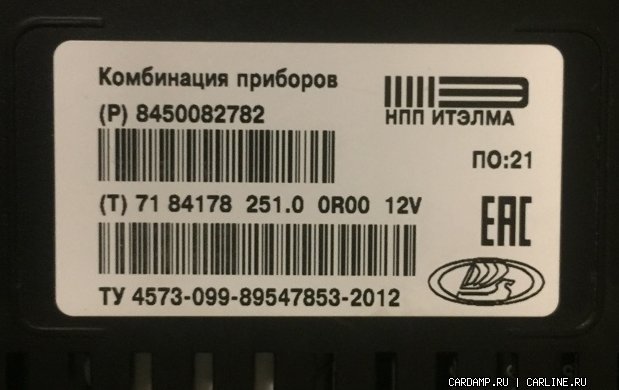 Комбинация приборов
(P) 8450082782
НПП ИТЭЛМА
ПО:21
(T) 71 84178 251.0 0R00 12V
EAC
ТУ 4573-099-89547853-2012
CARDAMP.RU | CARLINE.RU